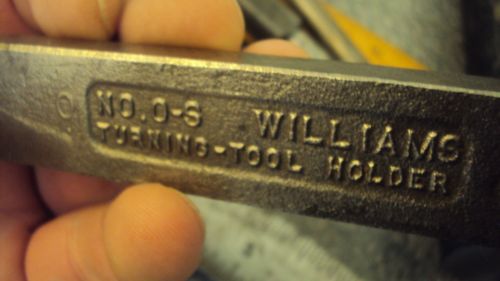 NO. 0-S WILLIAMS
TURNING-TOOL HOLDER